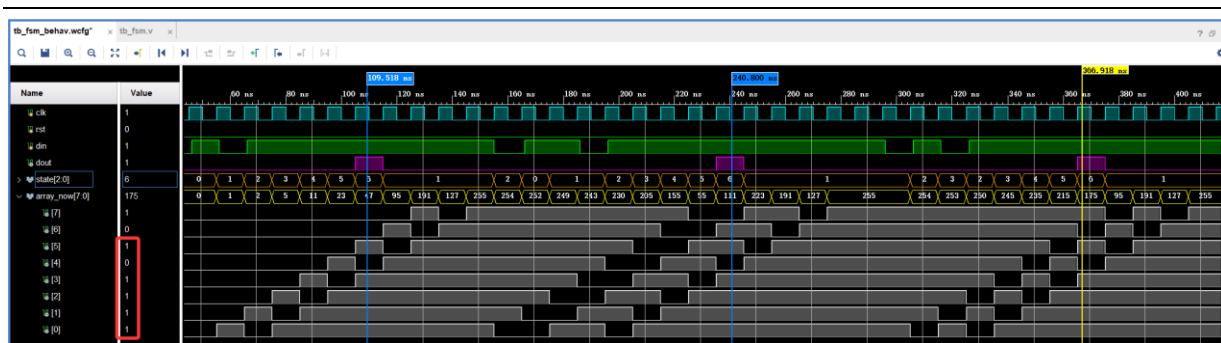 tb_fsm_behav.wcfg* × tb_fsm.v ×
109.518 ns 240.800 ns 366.918 ns
Name Value
60 ns 80 ns 100 ns 120 ns 140 ns 160 ns 180 ns 200 ns 220 ns 240 ns 260 ns 280 ns 300 ns 320 ns 340 ns 360 ns 380 ns 400 ns
clk 1
rst 0
din 1
dout 1
state[2:0] 6 0 1 2 3 4 5 6 1 2 0 1 2 3 4 5 6 1 2 3 2 3 4 5 6 1
array_now[7:0] 175 0 1 2 5 11 23 47 95 191 127 255 254 252 249 243 230 205 155 55 111 223 191 127 255 254 253 250 245 235 215 175 95 191 127 255
[7] 1
[6] 0
[5] 1
[4] 0
[3] 1
[2] 1
[1] 1
[0] 1